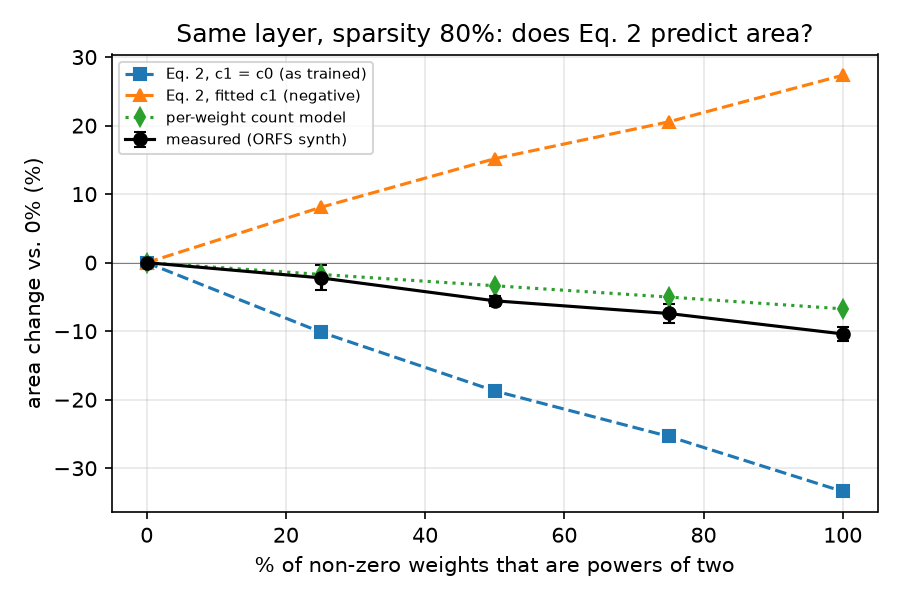 Same layer, sparsity 80%: does Eq. 2 predict area?
30
20
10
0
−10
−20
−30
area change vs. 0% (%)
Eq. 2, c1 = c0 (as trained)
Eq. 2, fitted c1 (negative)
per-weight count model
measured (ORFS synth)
0 20 40 60 80 100
% of non-zero weights that are powers of two